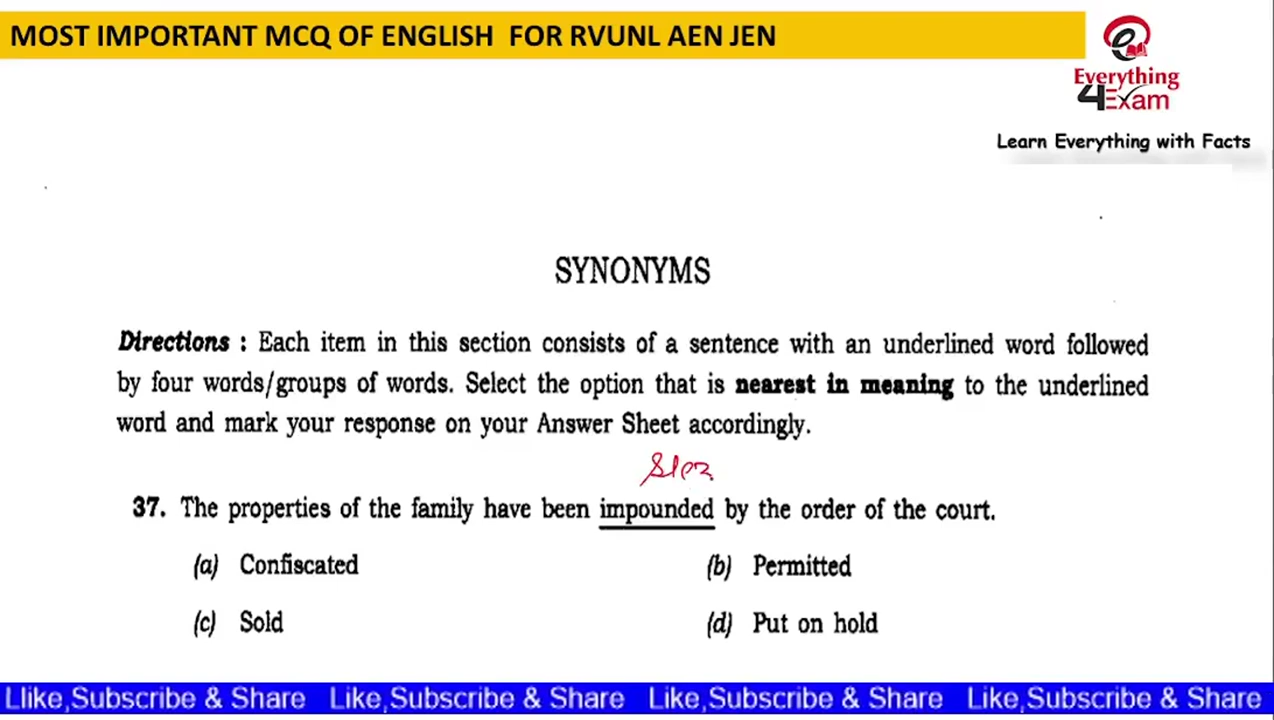 MOST IMPORTANT MCQ OF ENGLISH FOR RVUNL AEN JEN
Everything
4Exam
Learn Everything with Facts
SYNONYMS
Directions : Each item in this section consists of a sentence with an underlined word followed
by four words/groups of words. Select the option that is nearest in meaning to the underlined
word and mark your response on your Answer Sheet accordingly.
37. The properties of the family have been impounded by the order of the court.
(a) Confiscated (b) Permitted
(c) Sold (d) Put on hold
Llike,Subscribe & Share Like,Subscribe & Share Like,Subscribe & Share Like,Subscribe & Share